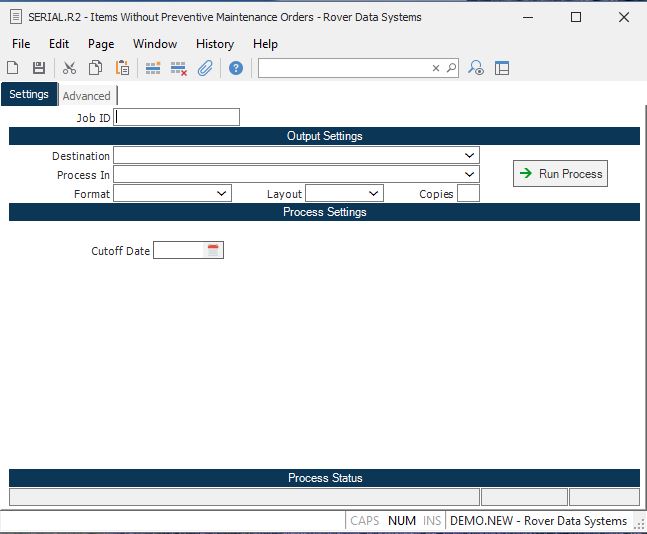 SERIAL.R2 - Items Without Preventive Maintenance Orders - Rover Data Systems
File Edit Page Window History Help
Settings Advanced
Job ID
Output Settings
Destination
Process In
Run Process
Format Layout Copies
Process Settings
Cutoff Date
Process Status
CAPS NUM INS DEMO.NEW - Rover Data Systems